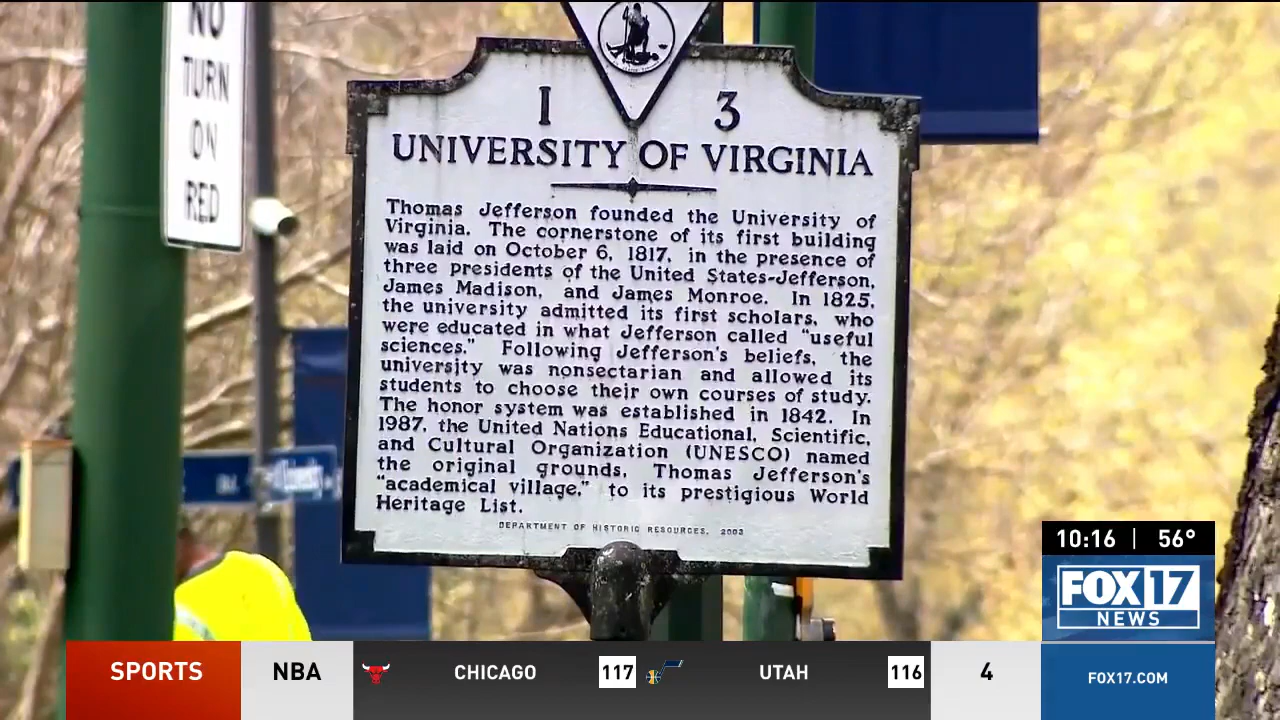 NO
TURN
ON
RED
I 3
UNIVERSITY OF VIRGINIA
Thomas Jefferson founded the University of
Virginia. The cornerstone of its first building
was laid on October 6, 1817, in the presence of
three presidents of the United States-Jefferson,
James Madison, and James Monroe. In 1825,
the university admitted its first scholars, who
were educated in what Jefferson called "useful
sciences." Following Jefferson's beliefs, the
university was nonsectarian and allowed its
students to choose their own courses of study.
The honor system was established in 1842. In
1987, the United Nations Educational, Scientific,
and Cultural Organization (UNESCO) named
the original grounds, Thomas Jefferson's
"academical village," to its prestigious World
Heritage List.
DEPARTMENT OF HISTORIC RESOURCES, 2003
10:16 | 56°
FOX 17
NEWS
SPORTS NBA CHICAGO 117 UTAH 116 4 FOX17.COM